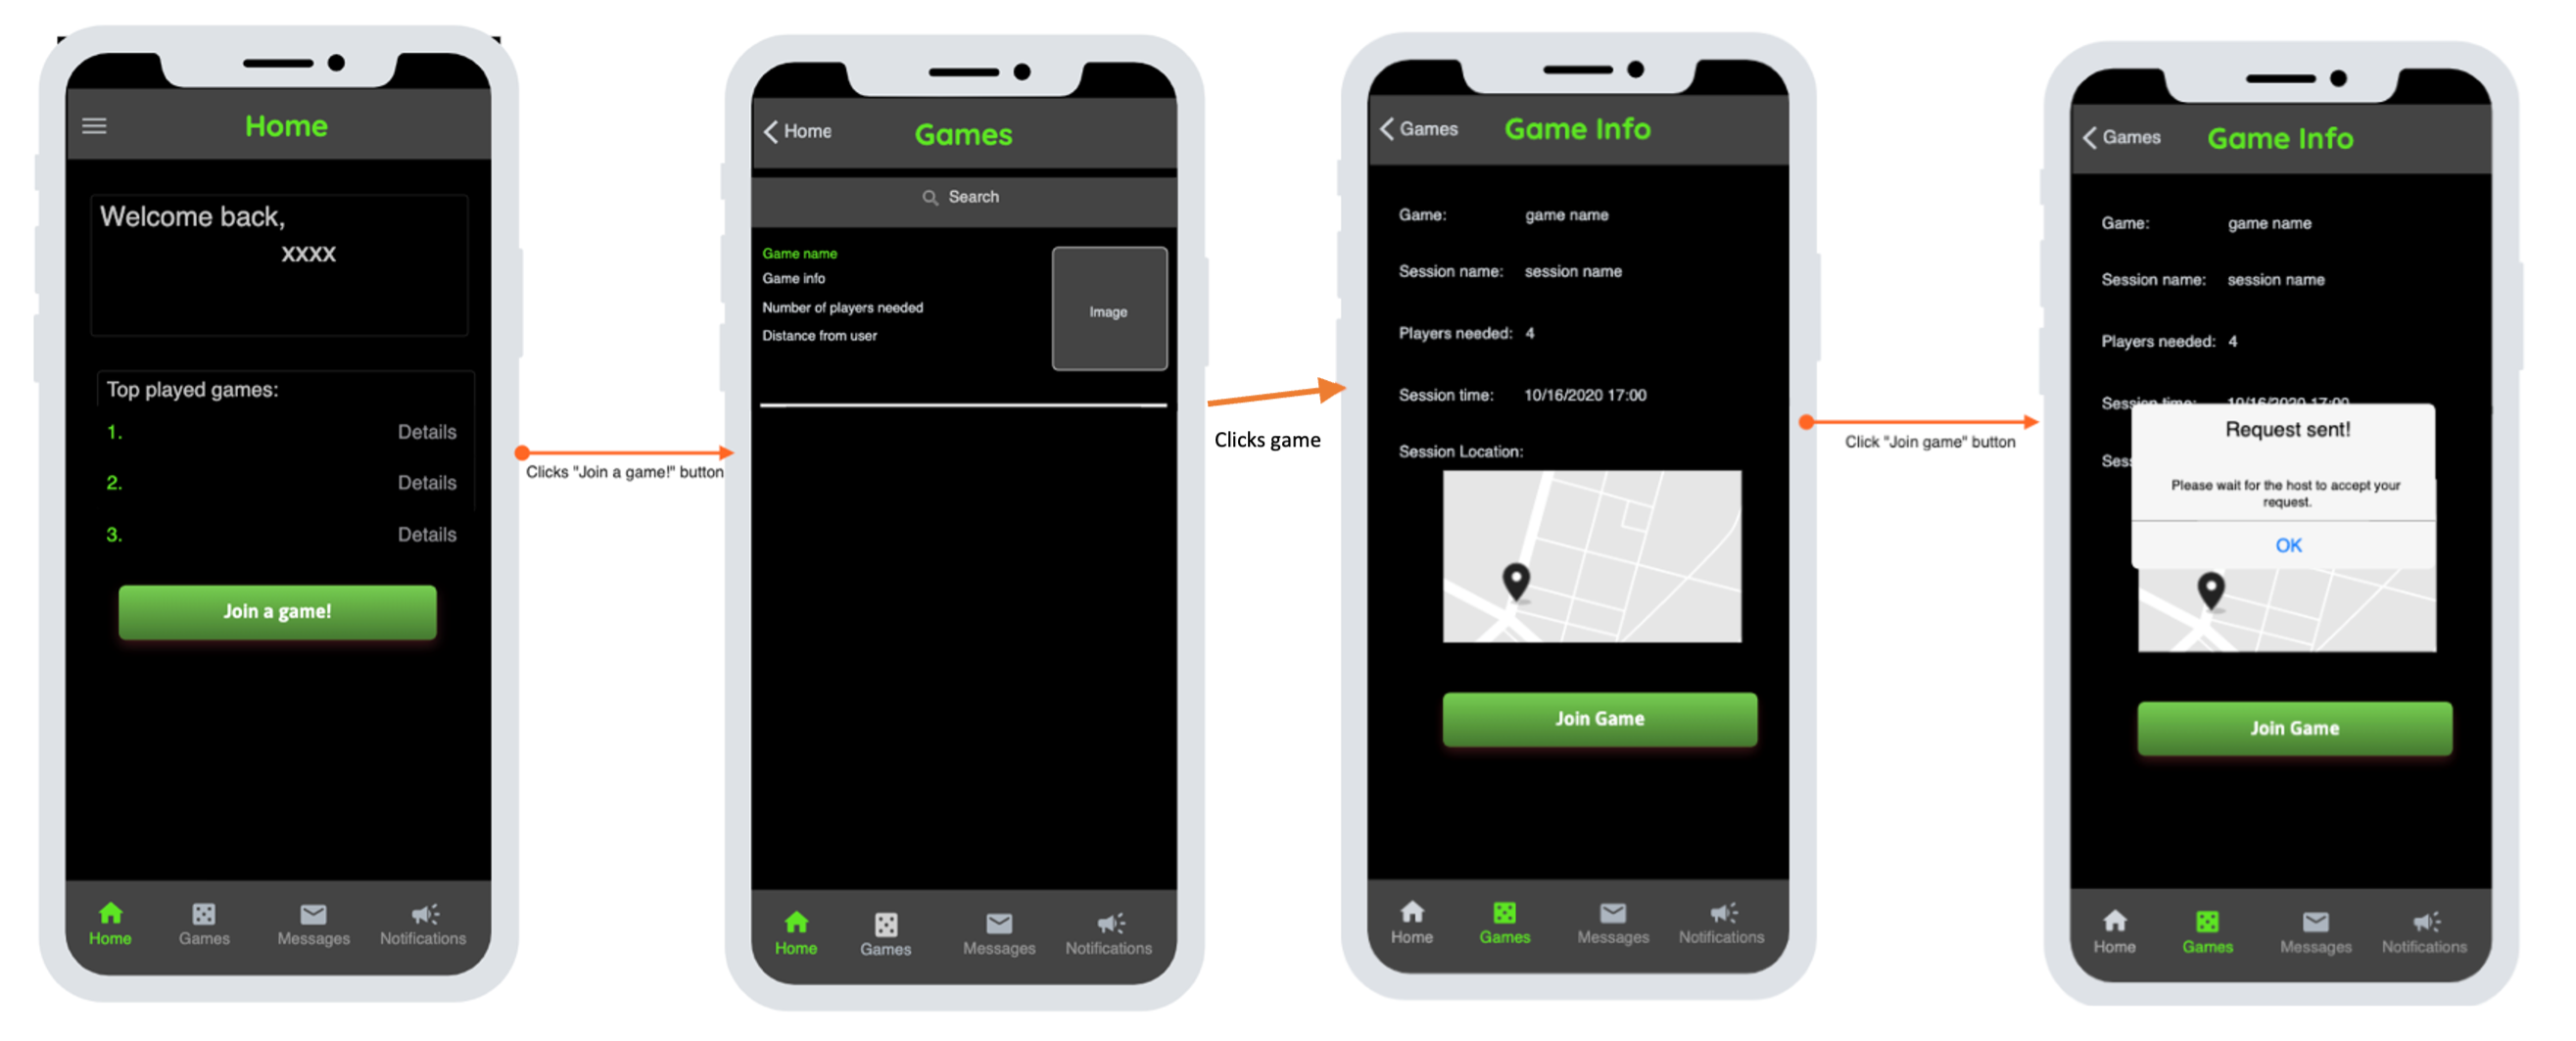 Home
Welcome back,
xxxx
Top played games:
1. Details
2. Details
3. Details
Join a game!
Home Games Messages Notifications
Clicks "Join a game!" button
Home Games
Search
Game name
Game info
Number of players needed
Distance from user
Image
Home Games Messages Notifications
Clicks game
Games Game Info
Game: game name
Session name: session name
Players needed: 4
Session time: 10/16/2020 17:00
Session Location:
Join Game
Home Games Messages Notifications
Click "Join game" button
Games Game Info
Game: game name
Session name: session name
Players needed: 4
Session time: 10/16/2020 17:00
Sess
Request sent!
Please wait for the host to accept your
request.
OK
Join Game
Home Games Messages Notifications